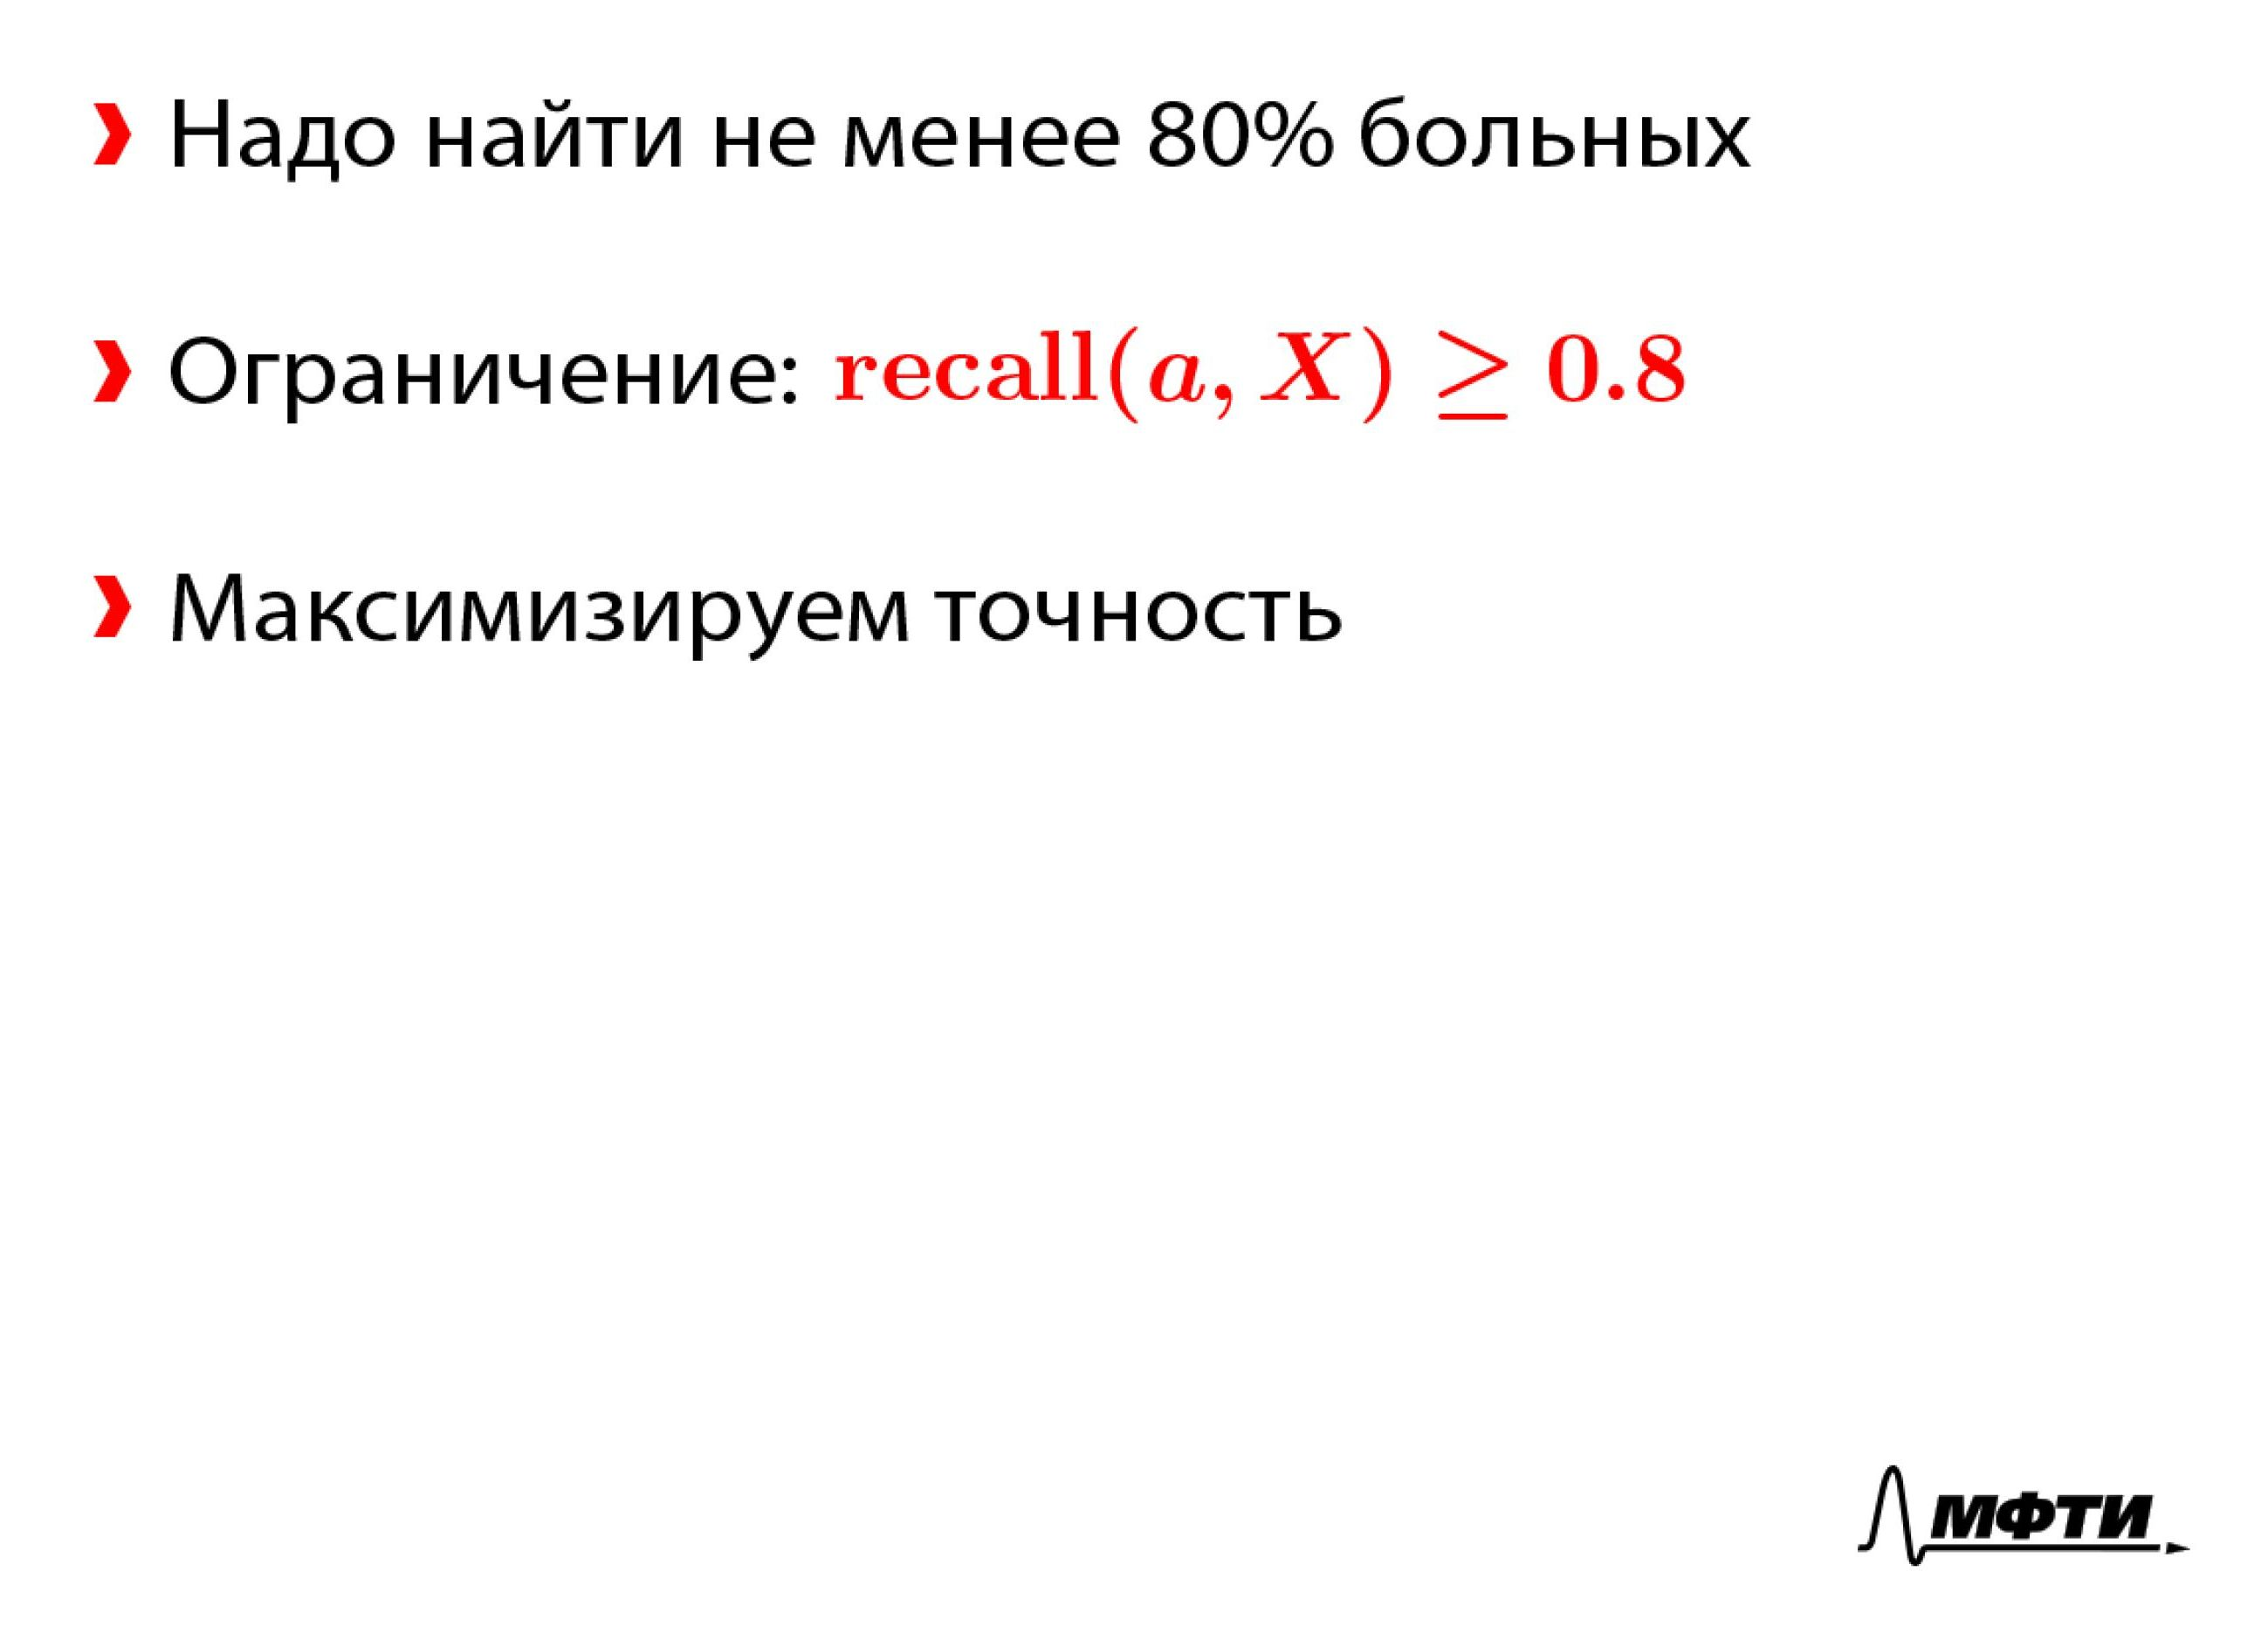 Надо найти не менее 80% больных
Ограничение: recall(a, X) ≥ 0.8
Максимизируем точность
МФТИ